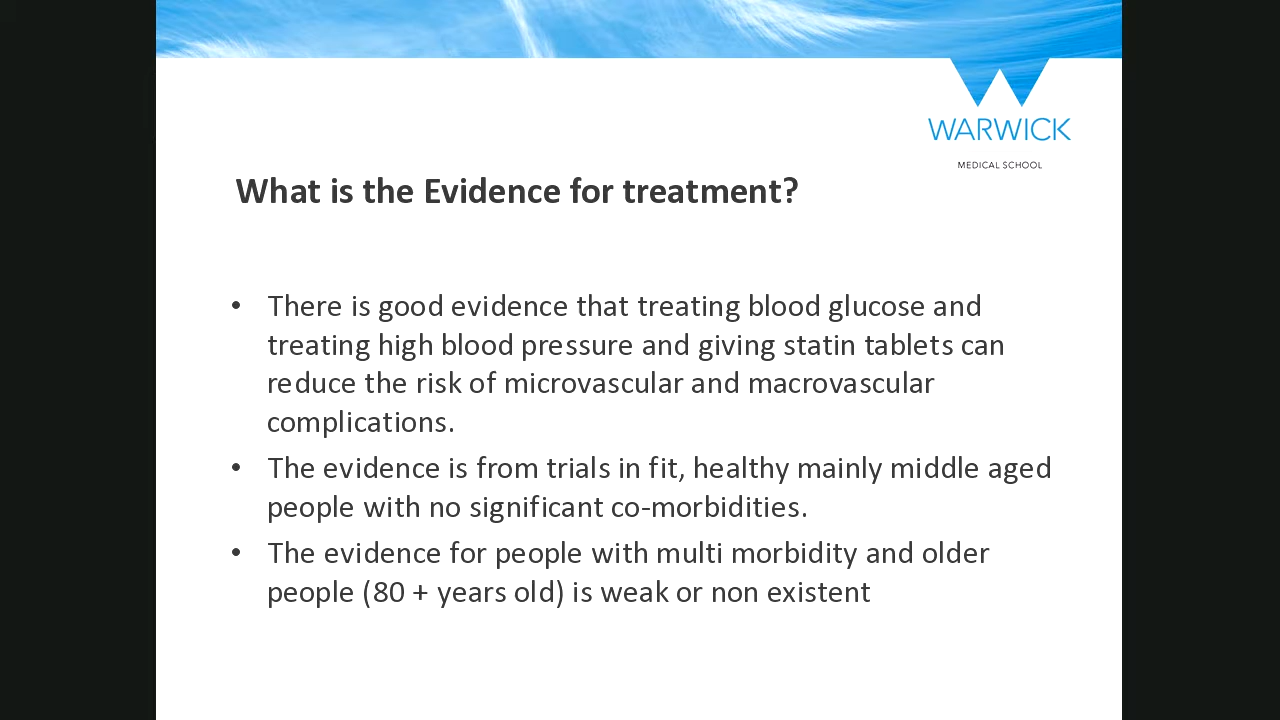 WARWICK
MEDICAL SCHOOL
What is the Evidence for treatment?
• There is good evidence that treating blood glucose and
treating high blood pressure and giving statin tablets can
reduce the risk of microvascular and macrovascular
complications.
• The evidence is from trials in fit, healthy mainly middle aged
people with no significant co-morbidities.
• The evidence for people with multi morbidity and older
people (80 + years old) is weak or non existent